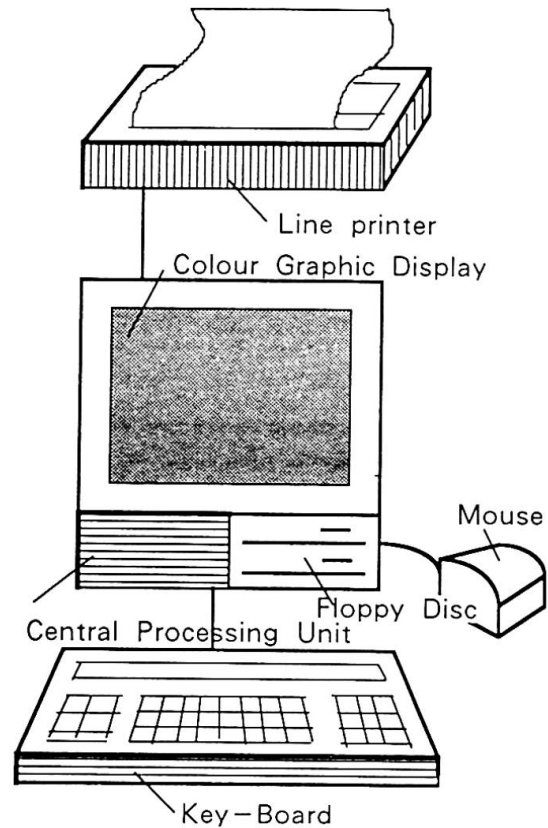 Line printer
Colour Graphic Display
Mouse
Floppy Disc
Central Processing Unit
Key-Board